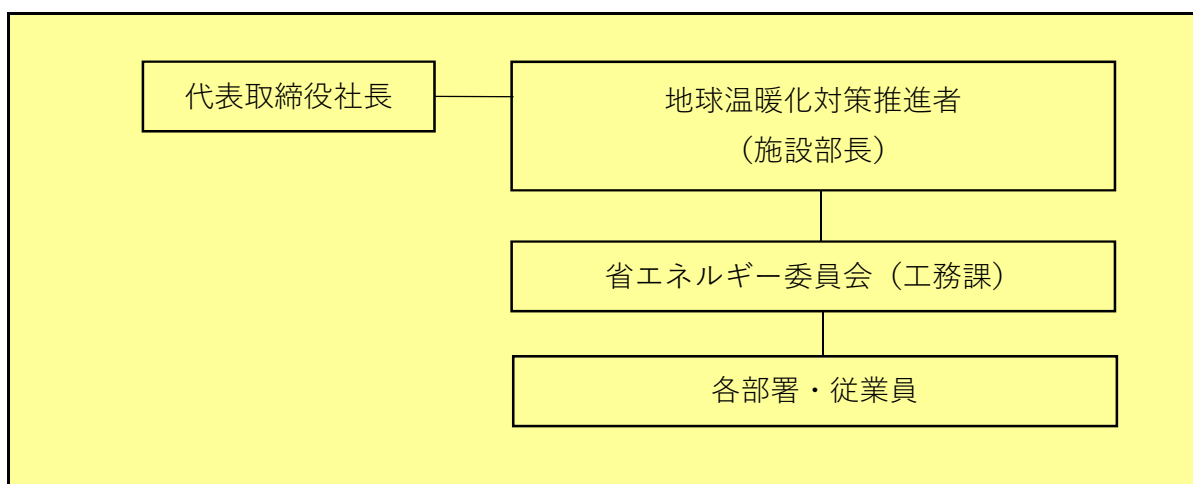 代表取締役社長
地球温暖化対策推進者
（施設部長）
省エネルギー委員会（工務課）
各部署・従業員